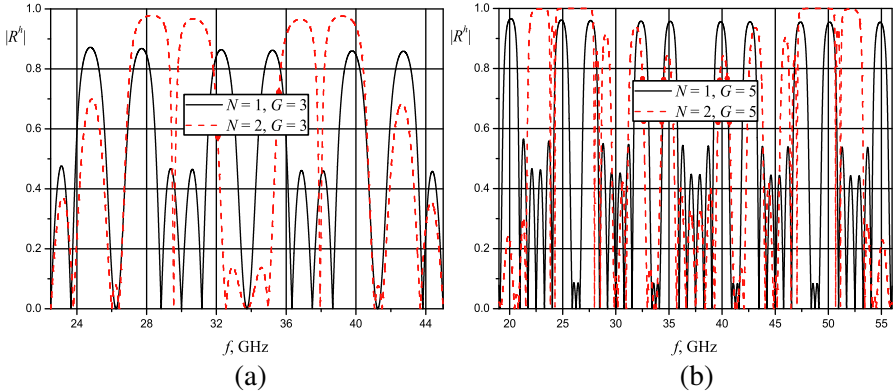 |R^h|
1.0
0.8
0.6
0.4
0.2
0.0
N = 1, G = 3
N = 2, G = 3
24 28 32 36 40 44
f, GHz
(a)
|R^h|
1.0
0.8
0.6
0.4
0.2
0.0
N = 1, G = 5
N = 2, G = 5
20 25 30 35 40 45 50 55
f, GHz
(b)